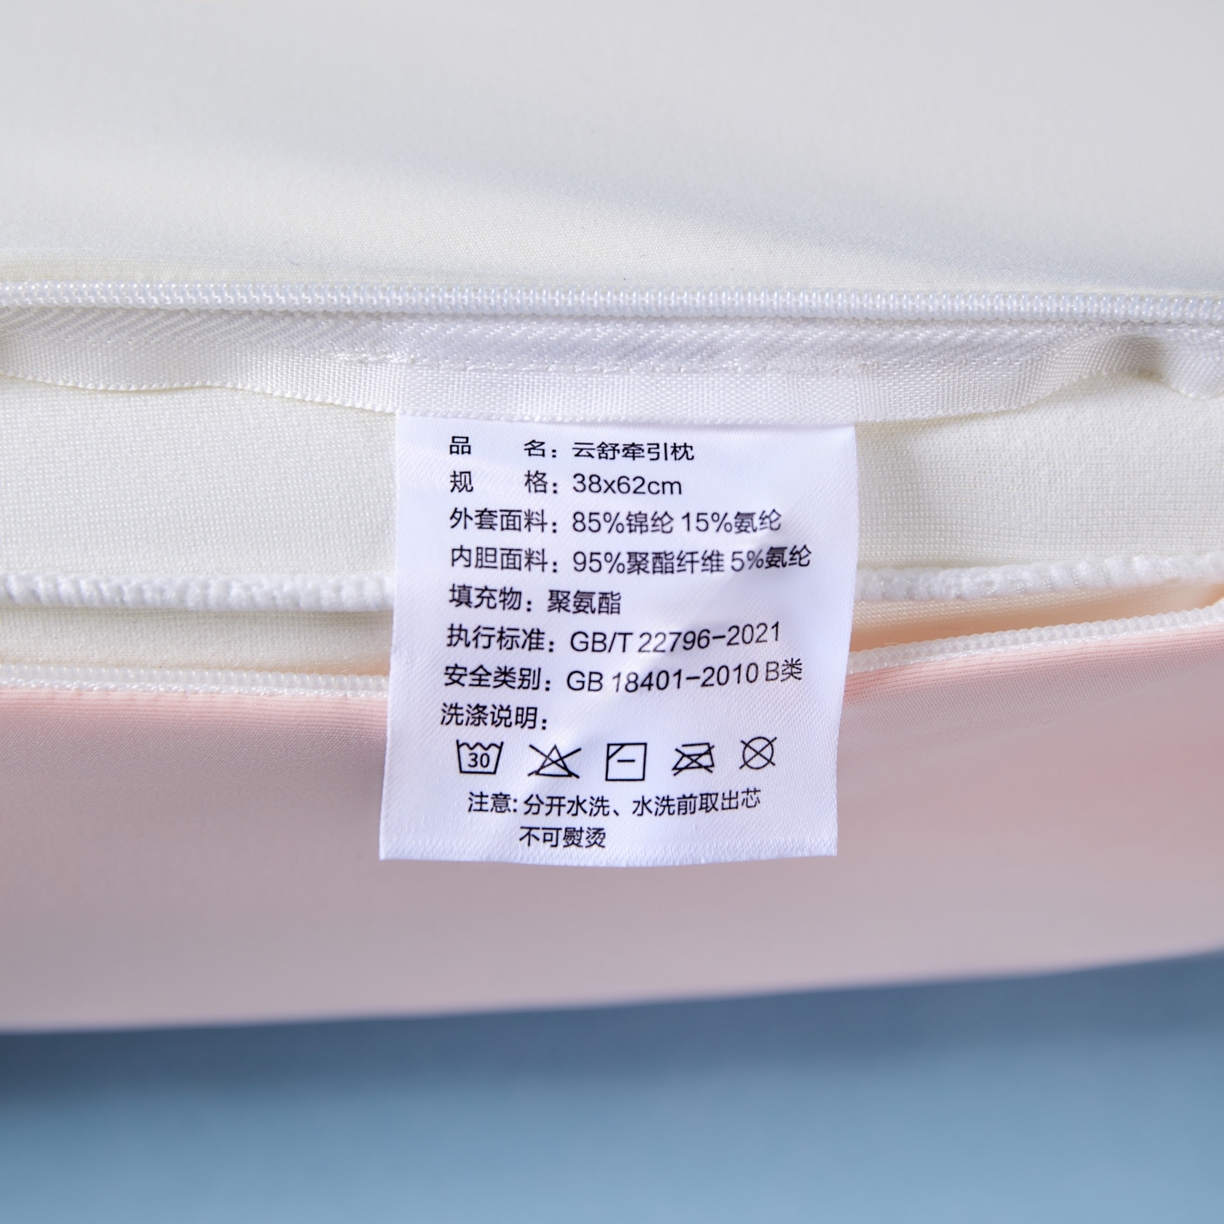 品　　名：云舒牵引枕
规　　格：38x62cm
外套面料：85%锦纶 15%氨纶
内胆面料：95%聚酯纤维 5%氨纶
填充物：聚氨酯
执行标准：GB/T 22796-2021
安全类别：GB 18401-2010 B类
洗涤说明：
30
注意：分开水洗、水洗前取出芯
不可熨烫